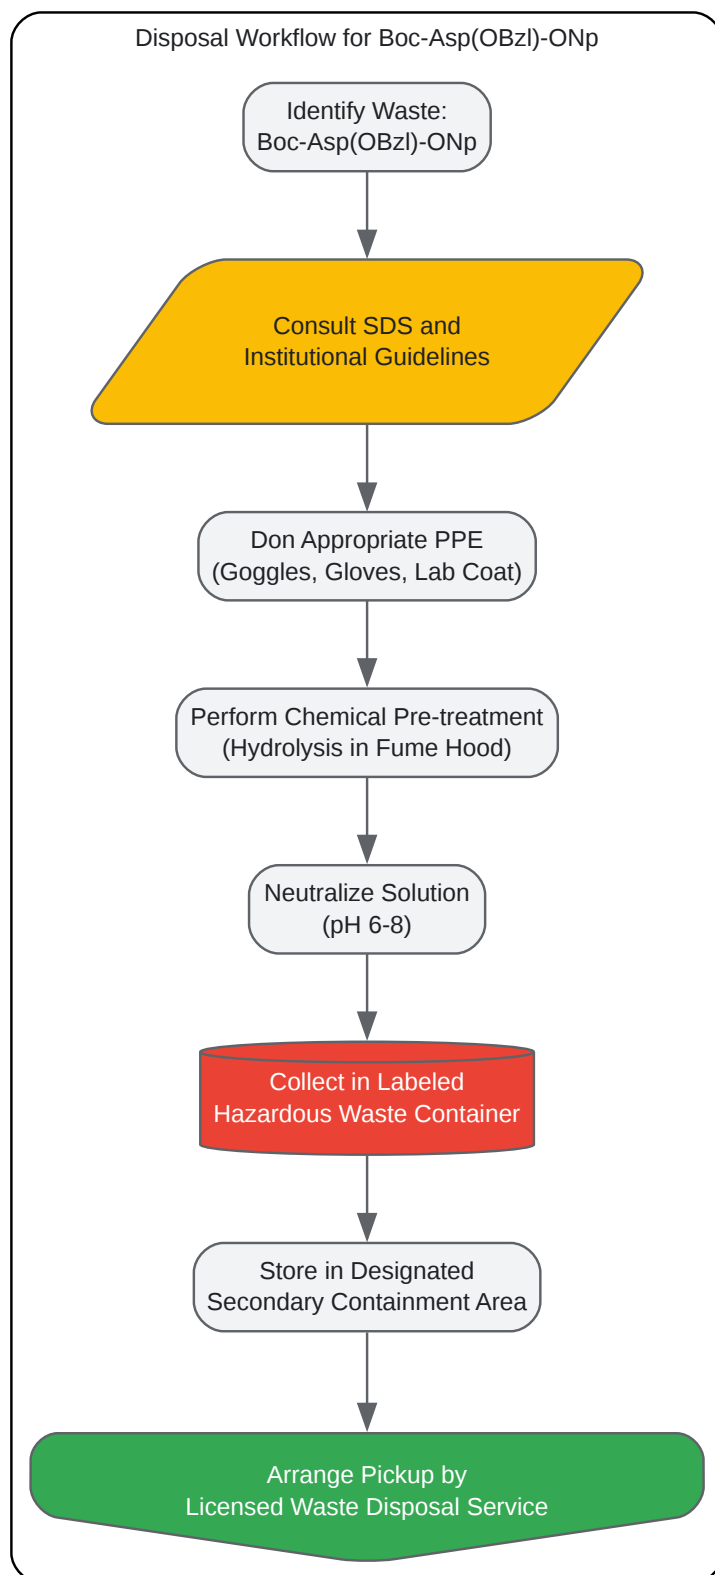 Disposal Workflow for Boc-Asp(OBzl)-ONp
Identify Waste:
Boc-Asp(OBzl)-ONp
Consult SDS and
Institutional Guidelines
Don Appropriate PPE
(Goggles, Gloves, Lab Coat)
Perform Chemical Pre-treatment
(Hydrolysis in Fume Hood)
Neutralize Solution
(pH 6-8)
Collect in Labeled
Hazardous Waste Container
Store in Designated
Secondary Containment Area
Arrange Pickup by
Licensed Waste Disposal Service